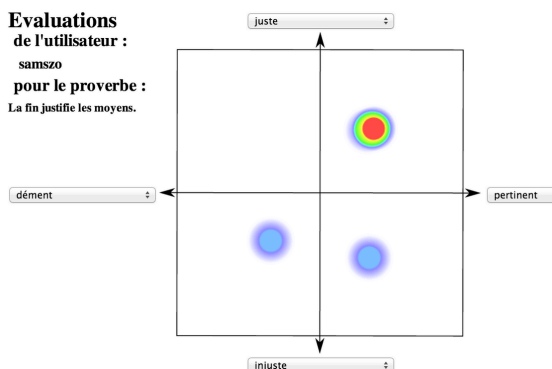 Evaluations
de l'utilisateur :
samszo
pour le proverbe :
La fin justifie les moyens.
juste
dément
pertinent
injuste